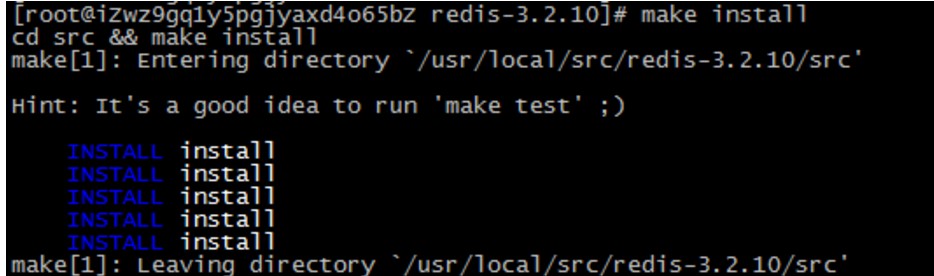 [root@iZwz9gq1y5pgjyaxd4o65bZ redis-3.2.10]# make install
cd src && make install
make[1]: Entering directory `/usr/local/src/redis-3.2.10/src'
Hint: It's a good idea to run 'make test' ;)
INSTALL install
INSTALL install
INSTALL install
INSTALL install
INSTALL install
make[1]: Leaving directory `/usr/local/src/redis-3.2.10/src'